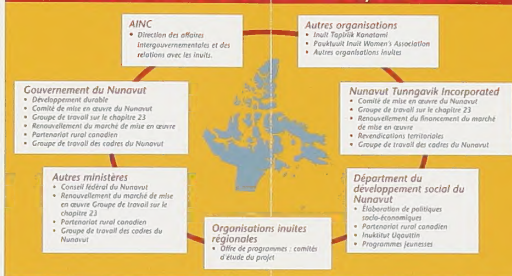 AINC
• Direction des affaires
intergouvernementales et des
relations avec les inuits.
Autres organisations
• Inuit Tapiriik Kanatami
• Pauktuuit Inuit Women's Association
• Autres organisations inuites
Gouvernement du Nunavut
• Développement durable
• Comité de mise en œuvre du Nunavut
• Groupe de travail sur le chapitre 23
• Renouvellement du marché de mise en œuvre
• Partenariat rural canadien
• Groupe de travail des cadres du Nunavut
Nunavut Tunngavik Incorporated
• Comité de mise en œuvre du Nunavut
• Groupe de travail sur le chapitre 23
• Renouvellement du financement du marché
de mise en œuvre
• Revendications territoriales
• Groupe de travail des cadres du Nunavut
Autres ministères
• Conseil fédéral du Nunavut
• Renouvellement du marché de mise
en œuvre Groupe de travail sur le
chapitre 23
• Partenariat rural canadien
• Groupe de travail des cadres du
Nunavut
Organisations inuites
régionales
• Offre de programmes : comités
d'étude du projet
Départment du
développement social du
Nunavut
• Élaboration de politiques
socio-économiques
• Partenariat rural canadien
• Inuktitut Uqauttin
• Programmes jeunesses